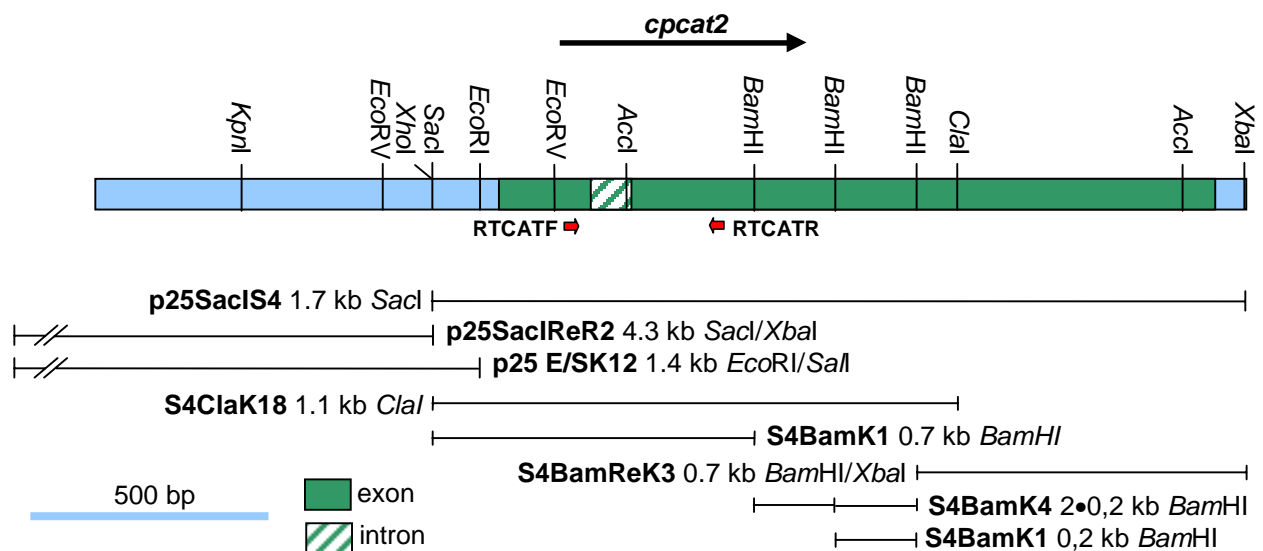 cpcat2
KpnI
EcoRV
XhoI
SacI
EcoRI
EcoRV
AccI
BamHI
BamHI
BamHI
ClaI
AccI
XbaI
RTCATF
RTCATR
p25SacIS4 1.7 kb SacI
p25SacIReR2 4.3 kb SacI/XbaI
p25 E/SK12 1.4 kb EcoRI/SalI
S4ClaK18 1.1 kb ClaI
S4BamK1 0.7 kb BamHI
S4BamReK3 0.7 kb BamHI/XbaI
S4BamK4 2•0,2 kb BamHI
S4BamK1 0,2 kb BamHI
500 bp
exon
intron